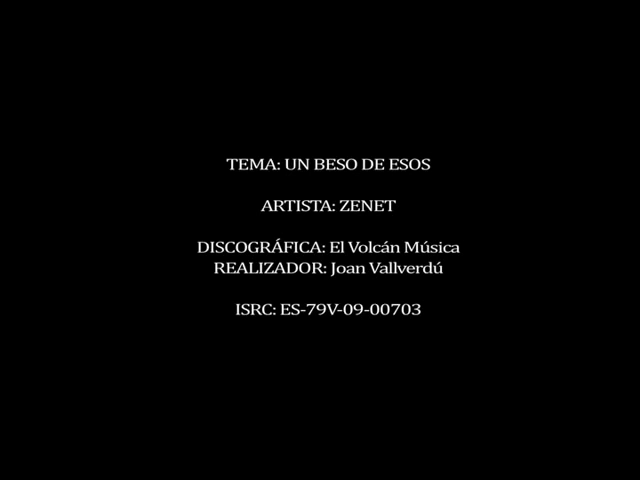 TEMA: UN BESO DE ESOS
ARTISTA: ZENET
DISCOGRÁFICA: El Volcán Música
REALIZADOR: Joan Vallverdú
ISRC: ES-79V-09-00703